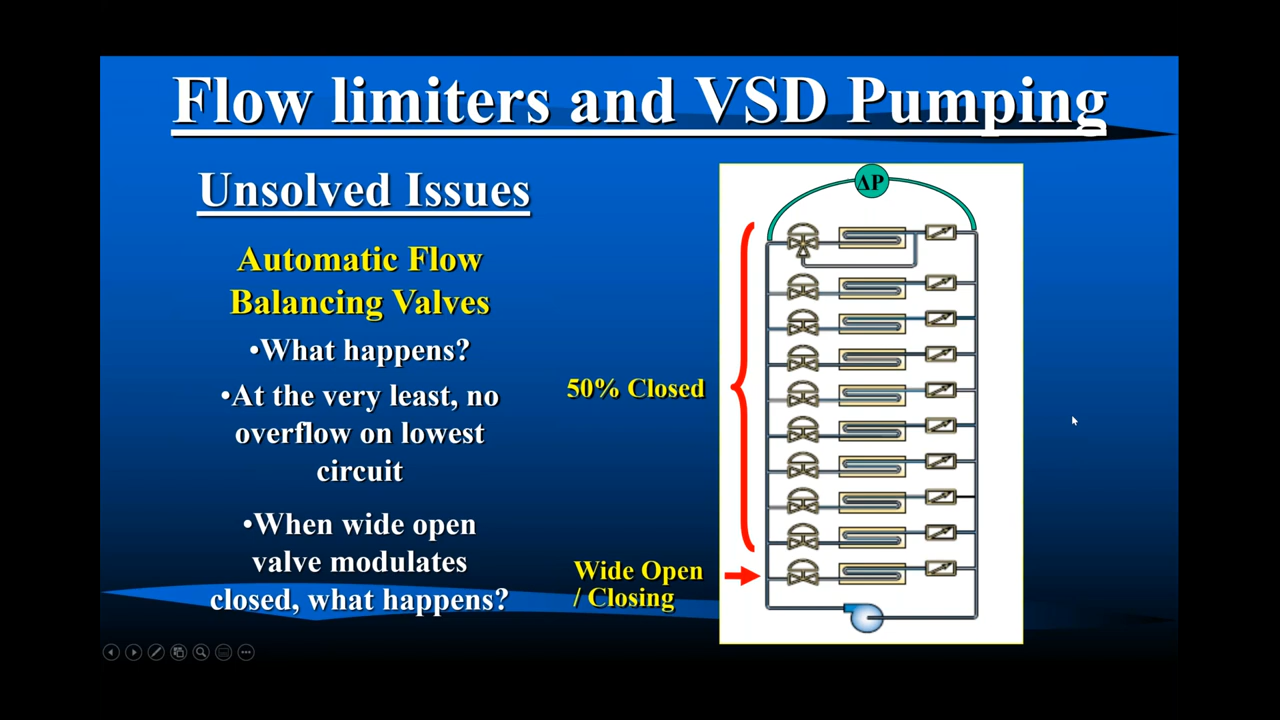 Flow limiters and VSD Pumping
Unsolved Issues
Automatic Flow
Balancing Valves
•What happens?
•At the very least, no
overflow on lowest
circuit
•When wide open
valve modulates
closed, what happens?
50% Closed
Wide Open
/ Closing
ΔP